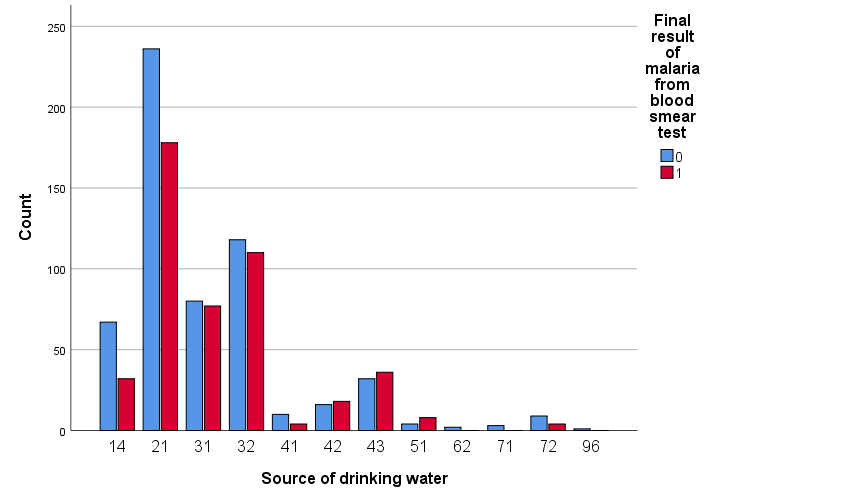 250
200
150
100
50
0
Count
14 21 31 32 41 42 43 51 62 71 72 96
Source of drinking water
Final
result
of
malaria
from
blood
smear
test
0
1